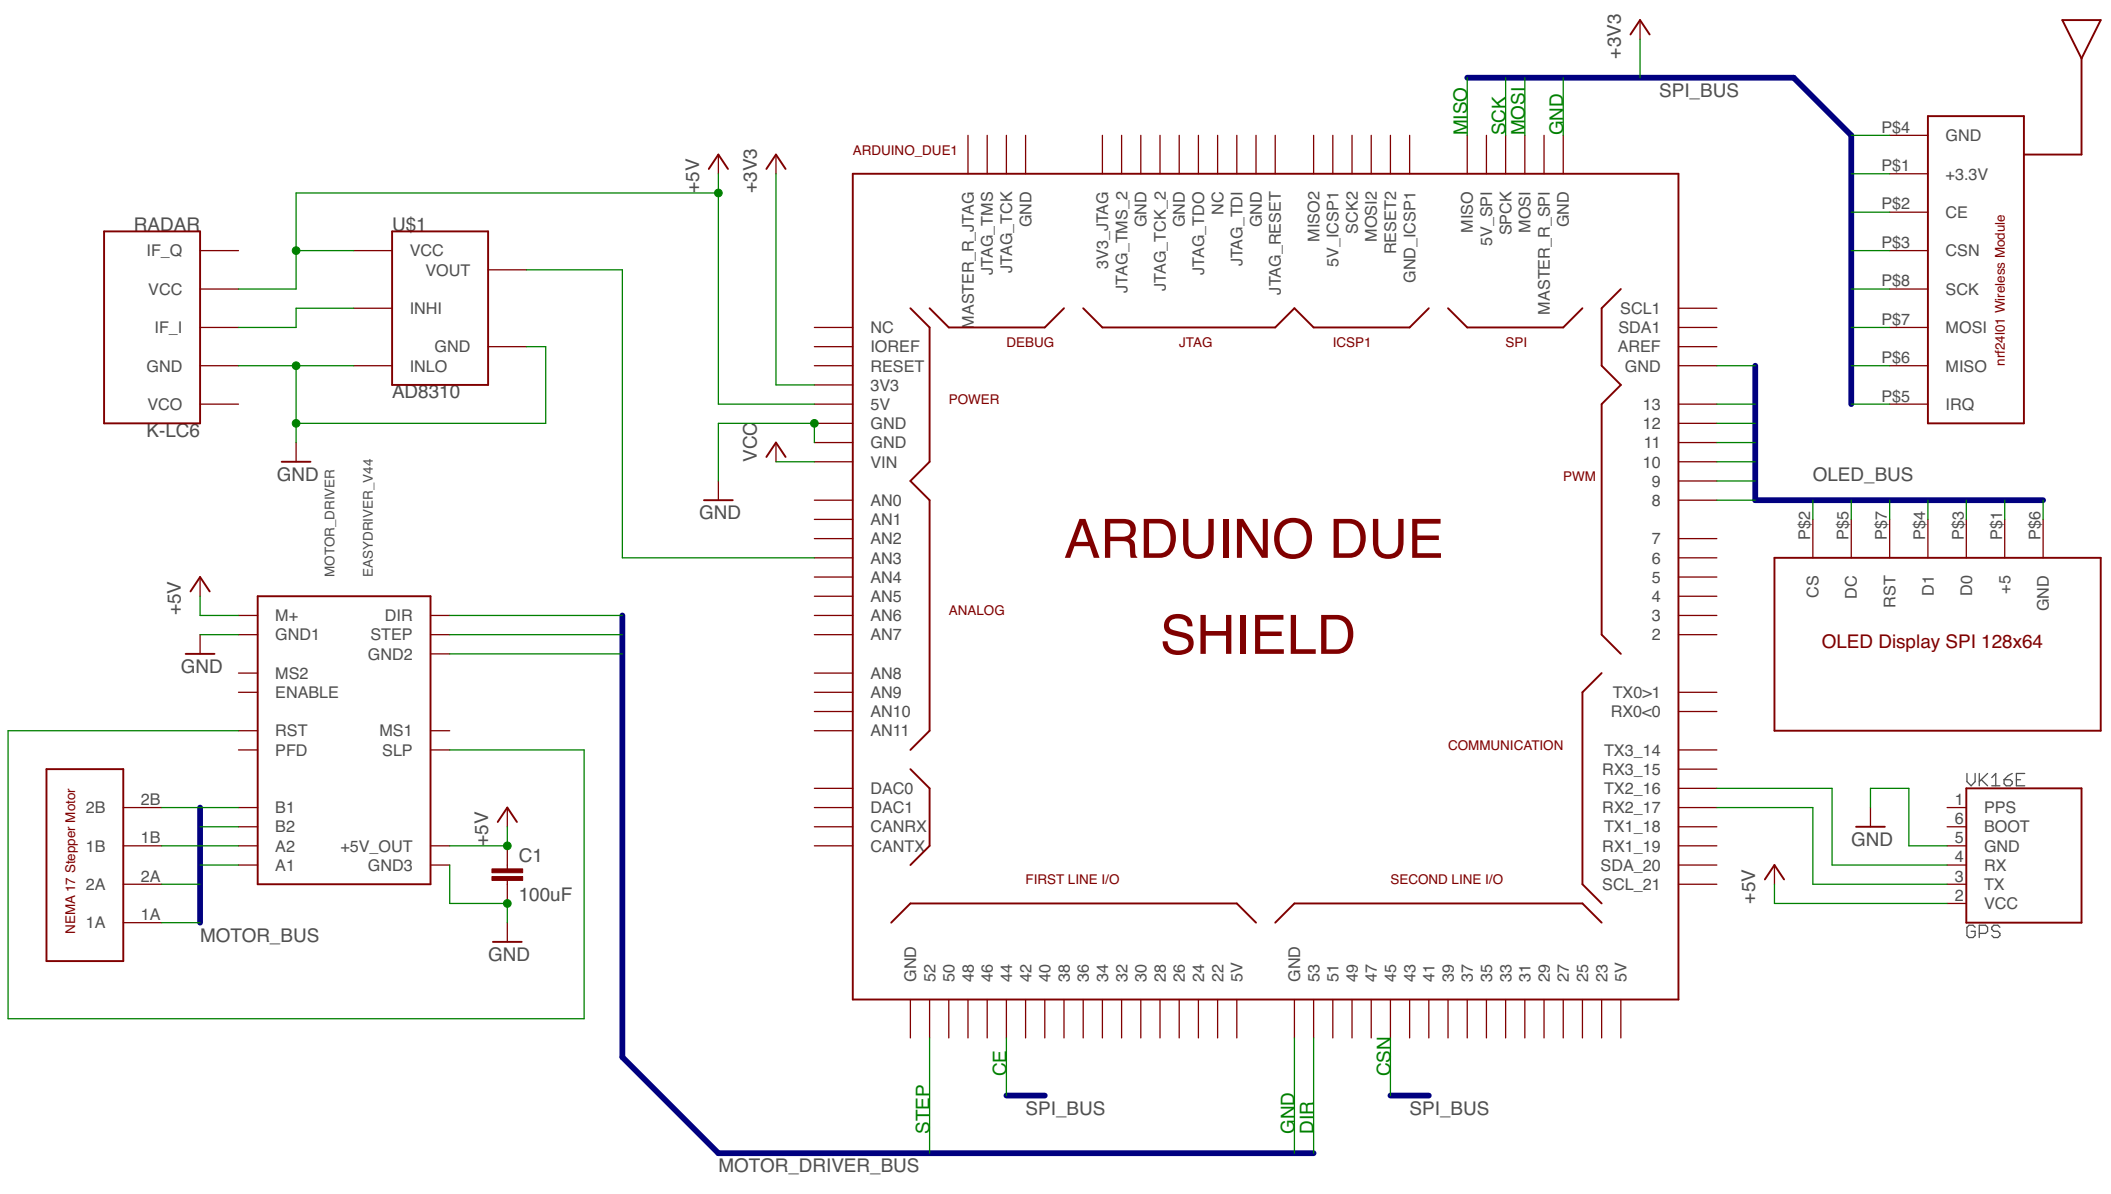 +3V3
SPI_BUS
MISO
SCK
MOSI
GND
P$4
GND
P$1
+3.3V
P$2
CE
P$3
CSN
P$8
SCK
P$7
MOSI
P$6
MISO
P$5
IRQ
nrf24l01 Wireless Module
+5V
+3V3
RADAR
IF_Q
VCC
IF_I
GND
VCO
K-LC6
U$1
VCC
VOUT
INHI
GND
INLO
AD8310
GND
ARDUINO_DUE1
MASTER_R_JTAG
JTAG_TMS
JTAG_TCK
GND
3V3_JTAG
JTAG_TMS_2
GND
JTAG_TCK_2
GND
JTAG_TDO
NC
JTAG_TDI
GND
JTAG_RESET
MISO2
5V_ICSP1
SCK2
MOSI2
RESET2
GND_ICSP1
MISO
5V_SPI
SPCK
MOSI
MASTER_R_SPI
GND
DEBUG
JTAG
ICSP1
SPI
NC
IOREF
RESET
3V3
5V
GND
GND
VIN
POWER
VCC
GND
AN0
AN1
AN2
AN3
AN4
AN5
AN6
AN7
AN8
AN9
AN10
AN11
ANALOG
DAC0
DAC1
CANRX
CANTX
ARDUINO DUE
SHIELD
SCL1
SDA1
AREF
GND
13
12
11
10
9
8
7
6
5
4
3
2
PWM
TX0>1
RX0<0
TX3_14
RX3_15
TX2_16
RX2_17
TX1_18
RX1_19
SDA_20
SCL_21
COMMUNICATION
FIRST LINE I/O
SECOND LINE I/O
GND
52
50
48
46
44
42
40
38
36
34
32
30
28
26
24
22
5V
GND
53
51
49
47
45
43
41
39
37
35
33
31
29
27
25
23
5V
OLED_BUS
P$2
P$5
P$7
P$4
P$3
P$1
P$6
CS
DC
RST
D1
D0
+5
GND
OLED Display SPI 128x64
VK16E
1
PPS
6
BOOT
5
GND
4
RX
3
TX
2
VCC
GPS
GND
+5V
MOTOR_DRIVER
EASYDRIVER_V44
+5V
GND
M+
GND1
MS2
ENABLE
RST
PFD
B1
B2
A2
A1
DIR
STEP
GND2
MS1
SLP
+5V_OUT
GND3
+5V
C1
100uF
GND
NEMA 17 Stepper Motor
2B
1B
2A
1A
2B
1B
2A
1A
MOTOR_BUS
STEP
CE
SPI_BUS
GND
DIR
CSN
SPI_BUS
MOTOR_DRIVER_BUS